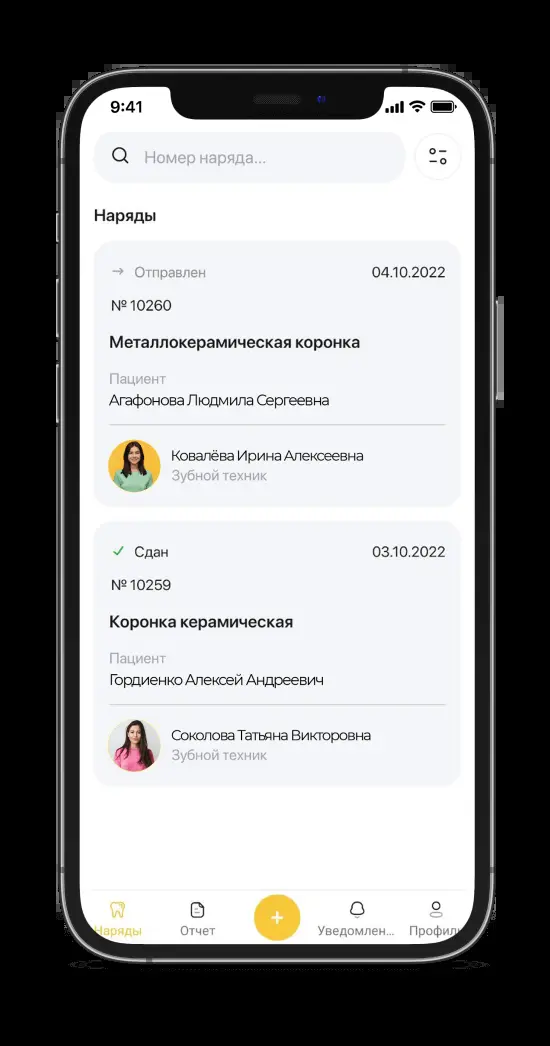 9:41
Номер наряда...
Наряды
Отправлен 04.10.2022
№ 10260
Металлокерамическая коронка
Пациент
Агафонова Людмила Сергеевна
Ковалёва Ирина Алексеевна
Зубной техник
Сдан 03.10.2022
№ 10259
Коронка керамическая
Пациент
Гордиенко Алексей Андреевич
Соколова Татьяна Викторовна
Зубной техник
Наряды Отчет Уведомлен... Профиль